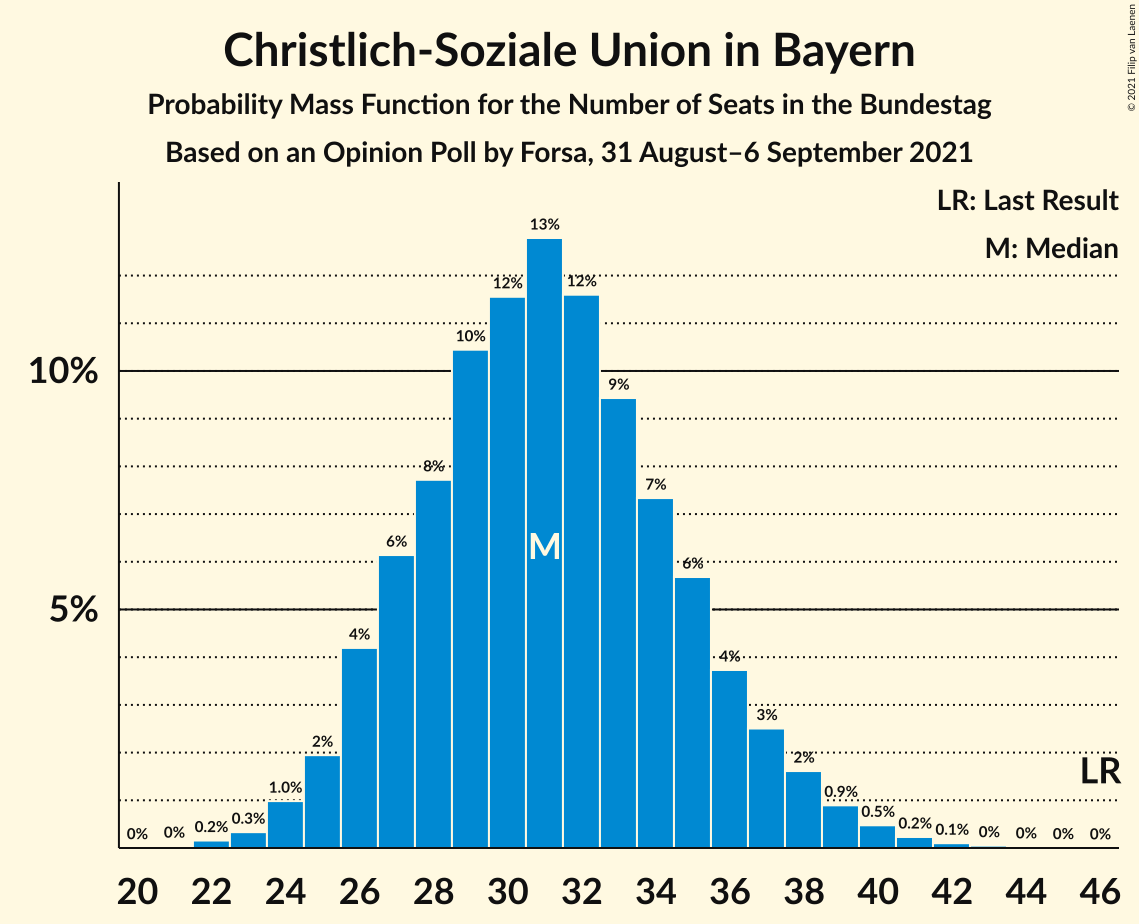 Christlich-Soziale Union in Bayern
Probability Mass Function for the Number of Seats in the Bundestag
Based on an Opinion Poll by Forsa, 31 August–6 September 2021
© 2021 Filip van Laenen
LR: Last Result
M: Median
10%
5%
0% 0% 0.2% 0.3% 1.0% 2% 4% 6% 8% 10% 12% 13% 12% 9% 7% 6% 4% 3% 2% 0.9% 0.5% 0.2% 0.1% 0% 0% 0% 0%
M
LR
20 22 24 26 28 30 32 34 36 38 40 42 44 46